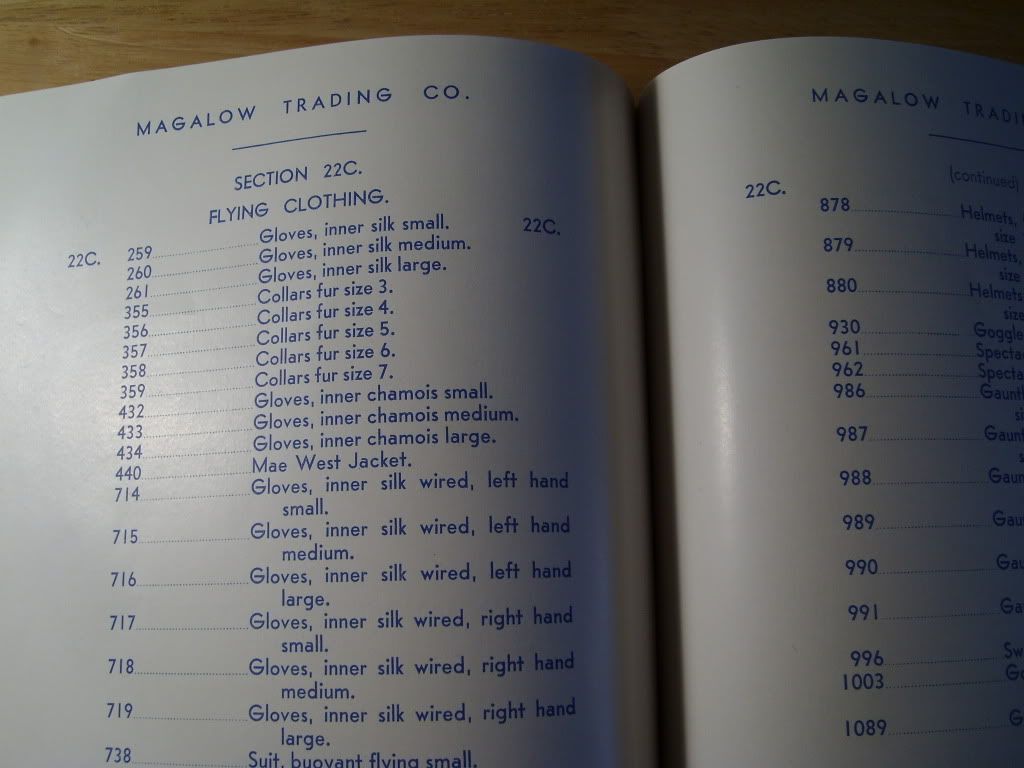 MAGALOW TRADING CO.
SECTION 22C.
FLYING CLOTHING.
22C. 259 Gloves, inner silk small. 22C.
260 Gloves, inner silk medium.
261 Gloves, inner silk large.
355 Collars fur size 3.
356 Collars fur size 4.
357 Collars fur size 5.
358 Collars fur size 6.
359 Collars fur size 7.
432 Gloves, inner chamois small.
433 Gloves, inner chamois medium.
434 Gloves, inner chamois large.
440 Mae West Jacket.
714 Gloves, inner silk wired, left hand
small.
715 Gloves, inner silk wired, left hand
medium.
716 Gloves, inner silk wired, left hand
large.
717 Gloves, inner silk wired, right hand
small.
718 Gloves, inner silk wired, right hand
medium.
719 Gloves, inner silk wired, right hand
large.
738 Suit, buoyant flying small.
MAGALOW
(continued)
22C.
878 Helmets,
size
879 Helmets,
size
880 Helmets
size
930
961
962
986
987
988
989
990
991
996
1003
1089